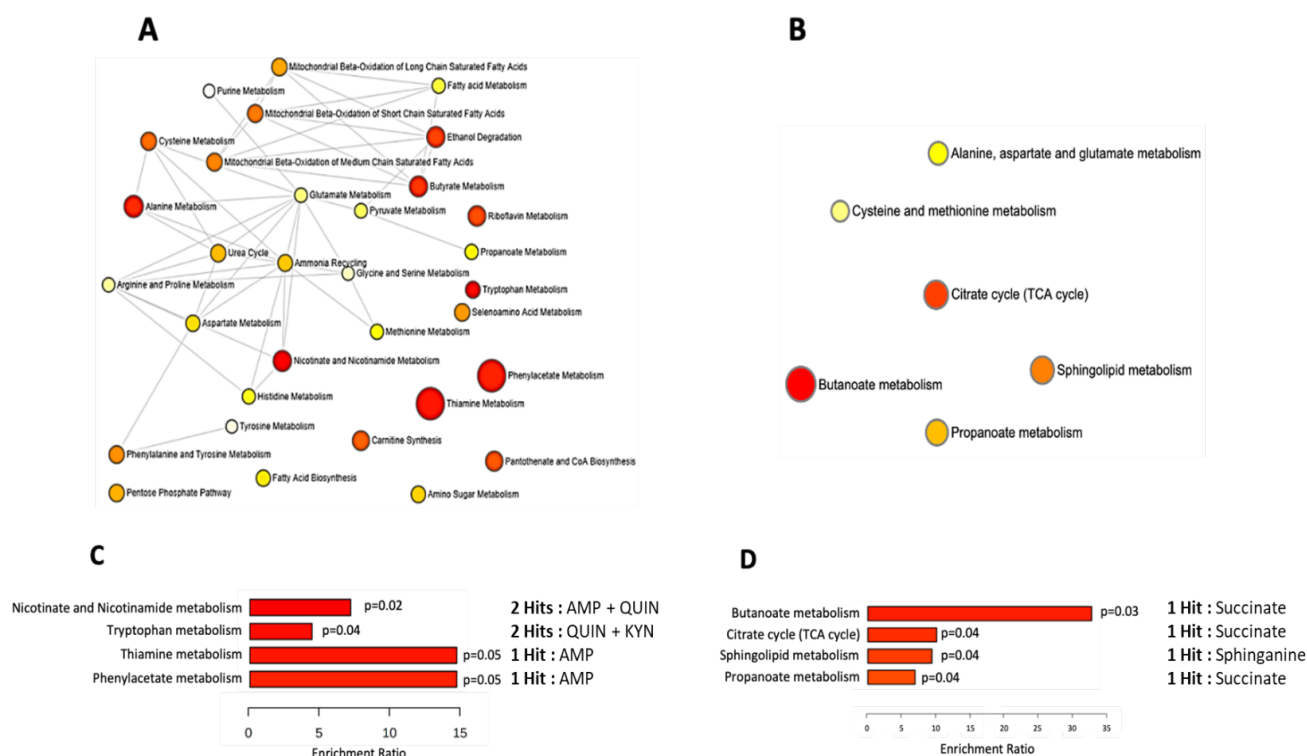 A
B
Mitochondrial Beta-Oxidation of Long Chain Saturated Fatty Acids
Purine Metabolism
Fatty acid Metabolism
Mitochondrial Beta-Oxidation of Short Chain Saturated Fatty Acids
Cysteine Metabolism
Ethanol Degradation
Mitochondrial Beta-Oxidation of Medium Chain Saturated Fatty Acids
Butyrate Metabolism
Glutamate Metabolism
Alanine Metabolism
Pyruvate Metabolism
Riboflavin Metabolism
Urea Cycle
Propanoate Metabolism
Ammonia Recycling
Glycine and Serine Metabolism
Arginine and Proline Metabolism
Tryptophan Metabolism
Selenoamino Acid Metabolism
Aspartate Metabolism
Methionine Metabolism
Nicotinate and Nicotinamide Metabolism
Phenylacetate Metabolism
Histidine Metabolism
Thiamine Metabolism
Tyrosine Metabolism
Carnitine Synthesis
Phenylalanine and Tyrosine Metabolism
Pantothenate and CoA Biosynthesis
Fatty Acid Biosynthesis
Pentose Phosphate Pathway
Amino Sugar Metabolism
Alanine, aspartate and glutamate metabolism
Cysteine and methionine metabolism
Citrate cycle (TCA cycle)
Sphingolipid metabolism
Butanoate metabolism
Propanoate metabolism
C
Nicotinate and Nicotinamide metabolism p=0.02 2 Hits : AMP + QUIN
Tryptophan metabolism p=0.04 2 Hits : QUIN + KYN
Thiamine metabolism p=0.05 1 Hit : AMP
Phenylacetate metabolism p=0.05 1 Hit : AMP
0 5 10 15
Enrichment Ratio
D
Butanoate metabolism p=0.03 1 Hit : Succinate
Citrate cycle (TCA cycle) p=0.04 1 Hit : Succinate
Sphingolipid metabolism p=0.04 1 Hit : Sphinganine
Propanoate metabolism p=0.04 1 Hit : Succinate
0 5 10 15 20 25 30 35
Enrichment Ratio